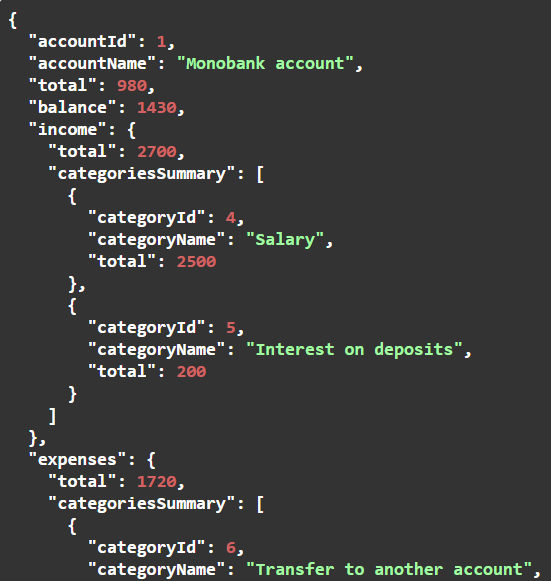 {
  "accountId": 1,
  "accountName": "Monobank account",
  "total": 980,
  "balance": 1430,
  "income": {
    "total": 2700,
    "categoriesSummary": [
      {
        "categoryId": 4,
        "categoryName": "Salary",
        "total": 2500
      },
      {
        "categoryId": 5,
        "categoryName": "Interest on deposits",
        "total": 200
      }
    ]
  },
  "expenses": {
    "total": 1720,
    "categoriesSummary": [
      {
        "categoryId": 6,
        "categoryName": "Transfer to another account",